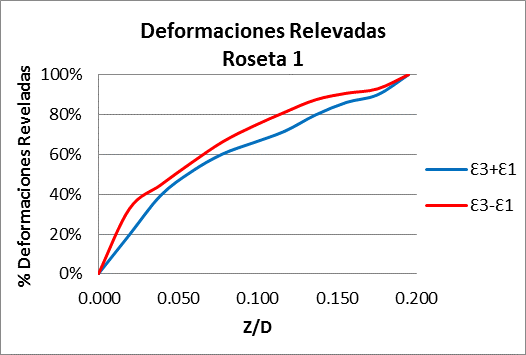 Deformaciones Relevadas
Roseta 1
% Deformaciones Reveladas
100%
80%
60%
40%
20%
0%
0.000 0.050 0.100 0.150 0.200
Z/D
Ɛ3+Ɛ1
Ɛ3-Ɛ1